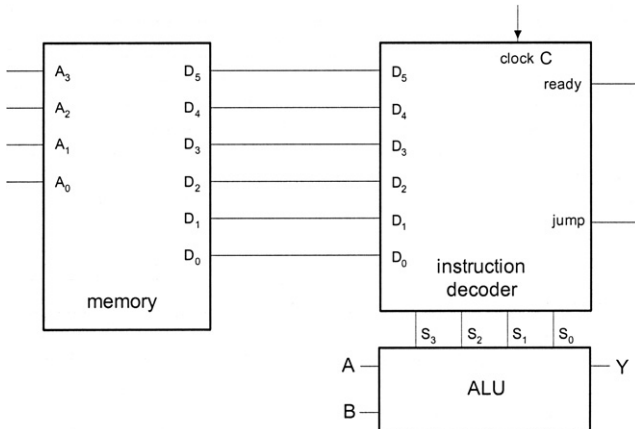 clock C
A3 D5 D5 ready
A2 D4 D4
A1 D3 D3
A0 D2 D2
D1 D1 jump
D0 D0
memory
instruction
decoder
S3 S2 S1 S0
A ALU Y
B